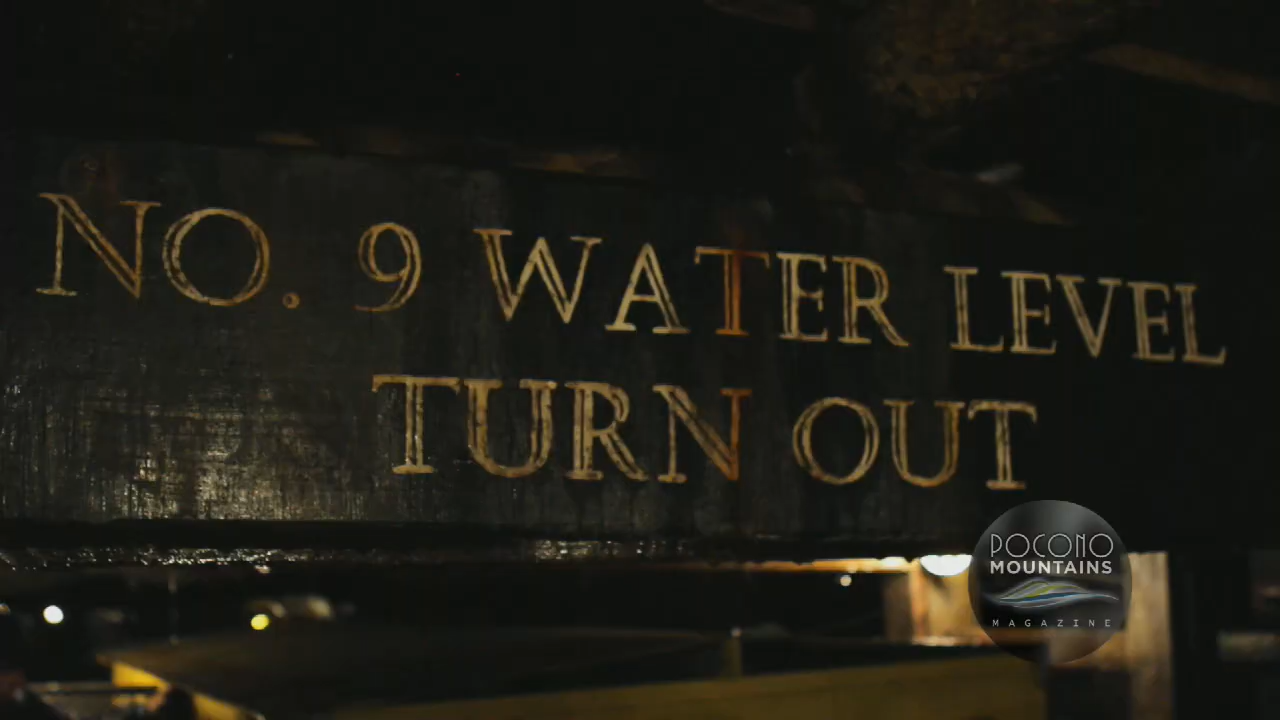 NO. 9 WATER LEVEL
TURN OUT
POCONO
MOUNTAINS
MAGAZINE